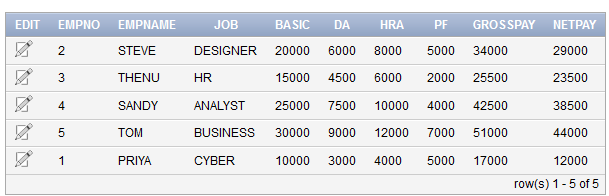 EDIT EMPNO EMPNAME JOB BASIC DA HRA PF GROSSPAY NETPAY
2 STEVE DESIGNER 20000 6000 8000 5000 34000 29000
3 THENU HR 15000 4500 6000 2000 25500 23500
4 SANDY ANALYST 25000 7500 10000 4000 42500 38500
5 TOM BUSINESS 30000 9000 12000 7000 51000 44000
1 PRIYA CYBER 10000 3000 4000 5000 17000 12000
row(s) 1 - 5 of 5